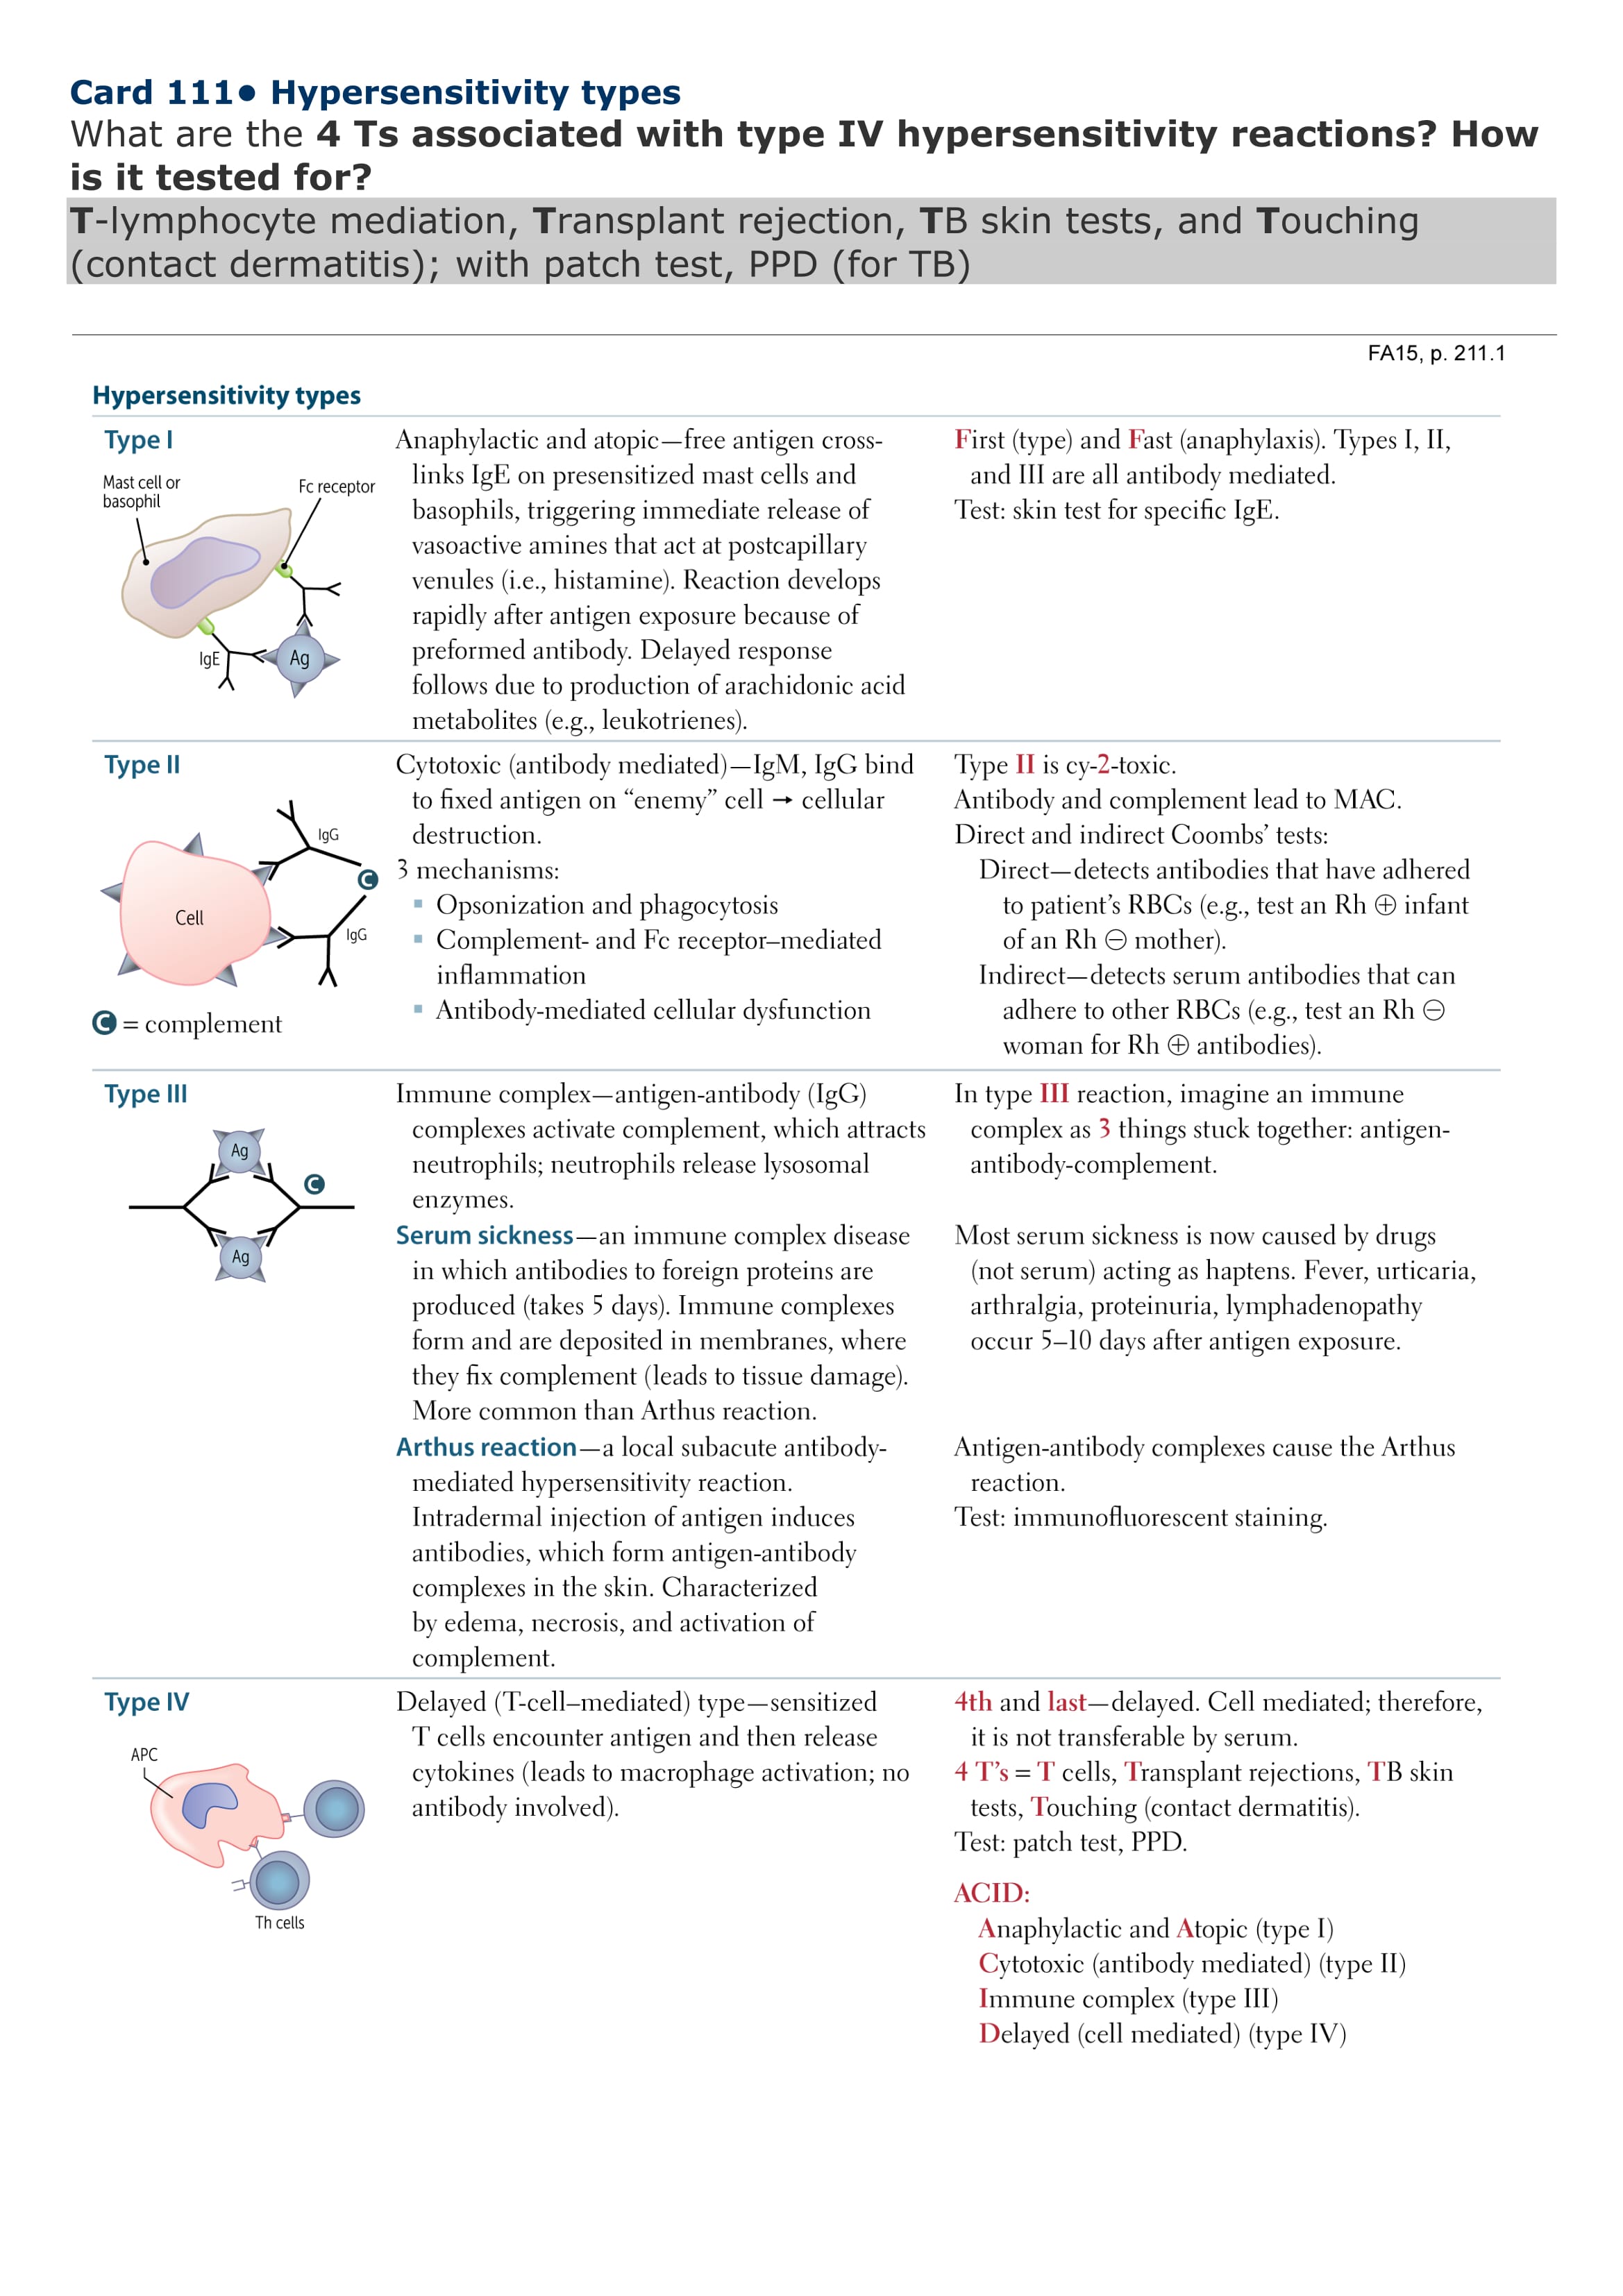 Card 111• Hypersensitivity types
What are the 4 Ts associated with type IV hypersensitivity reactions? How
is it tested for?
T-lymphocyte mediation, Transplant rejection, TB skin tests, and Touching
(contact dermatitis); with patch test, PPD (for TB)
FA15, p. 211.1
Hypersensitivity types
Type I
Mast cell or
basophil
Fc receptor
IgE
Ag
Anaphylactic and atopic—free antigen cross-
links IgE on presensitized mast cells and
basophils, triggering immediate release of
vasoactive amines that act at postcapillary
venules (i.e., histamine). Reaction develops
rapidly after antigen exposure because of
preformed antibody. Delayed response
follows due to production of arachidonic acid
metabolites (e.g., leukotrienes).
First (type) and Fast (anaphylaxis). Types I, II,
and III are all antibody mediated.
Test: skin test for specific IgE.
Type II
IgG
C
Cell
IgG
C = complement
Cytotoxic (antibody mediated)—IgM, IgG bind
to fixed antigen on “enemy” cell → cellular
destruction.
3 mechanisms:
▪ Opsonization and phagocytosis
▪ Complement- and Fc receptor–mediated
inflammation
▪ Antibody-mediated cellular dysfunction
Type II is cy-2-toxic.
Antibody and complement lead to MAC.
Direct and indirect Coombs’ tests:
Direct—detects antibodies that have adhered
to patient’s RBCs (e.g., test an Rh ⊕ infant
of an Rh ⊖ mother).
Indirect—detects serum antibodies that can
adhere to other RBCs (e.g., test an Rh ⊖
woman for Rh ⊕ antibodies).
Type III
Ag
C
Ag
Immune complex—antigen-antibody (IgG)
complexes activate complement, which attracts
neutrophils; neutrophils release lysosomal
enzymes.
In type III reaction, imagine an immune
complex as 3 things stuck together: antigen-
antibody-complement.
Serum sickness—an immune complex disease
in which antibodies to foreign proteins are
produced (takes 5 days). Immune complexes
form and are deposited in membranes, where
they fix complement (leads to tissue damage).
More common than Arthus reaction.
Most serum sickness is now caused by drugs
(not serum) acting as haptens. Fever, urticaria,
arthralgia, proteinuria, lymphadenopathy
occur 5–10 days after antigen exposure.
Arthus reaction—a local subacute antibody-
mediated hypersensitivity reaction.
Intradermal injection of antigen induces
antibodies, which form antigen-antibody
complexes in the skin. Characterized
by edema, necrosis, and activation of
complement.
Antigen-antibody complexes cause the Arthus
reaction.
Test: immunofluorescent staining.
Type IV
APC
Th cells
Delayed (T-cell–mediated) type—sensitized
T cells encounter antigen and then release
cytokines (leads to macrophage activation; no
antibody involved).
4th and last—delayed. Cell mediated; therefore,
it is not transferable by serum.
4 T’s = T cells, Transplant rejections, TB skin
tests, Touching (contact dermatitis).
Test: patch test, PPD.
ACID:
Anaphylactic and Atopic (type I)
Cytotoxic (antibody mediated) (type II)
Immune complex (type III)
Delayed (cell mediated) (type IV)